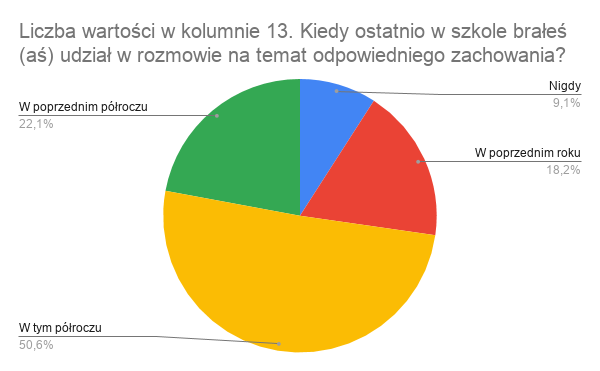 Liczba wartości w kolumnie 13. Kiedy ostatnio w szkole brałeś
(aś) udział w rozmowie na temat odpowiedniego zachowania?
Nigdy
9,1%
W poprzednim półroczu
22,1%
W poprzednim roku
18,2%
W tym półroczu
50,6%